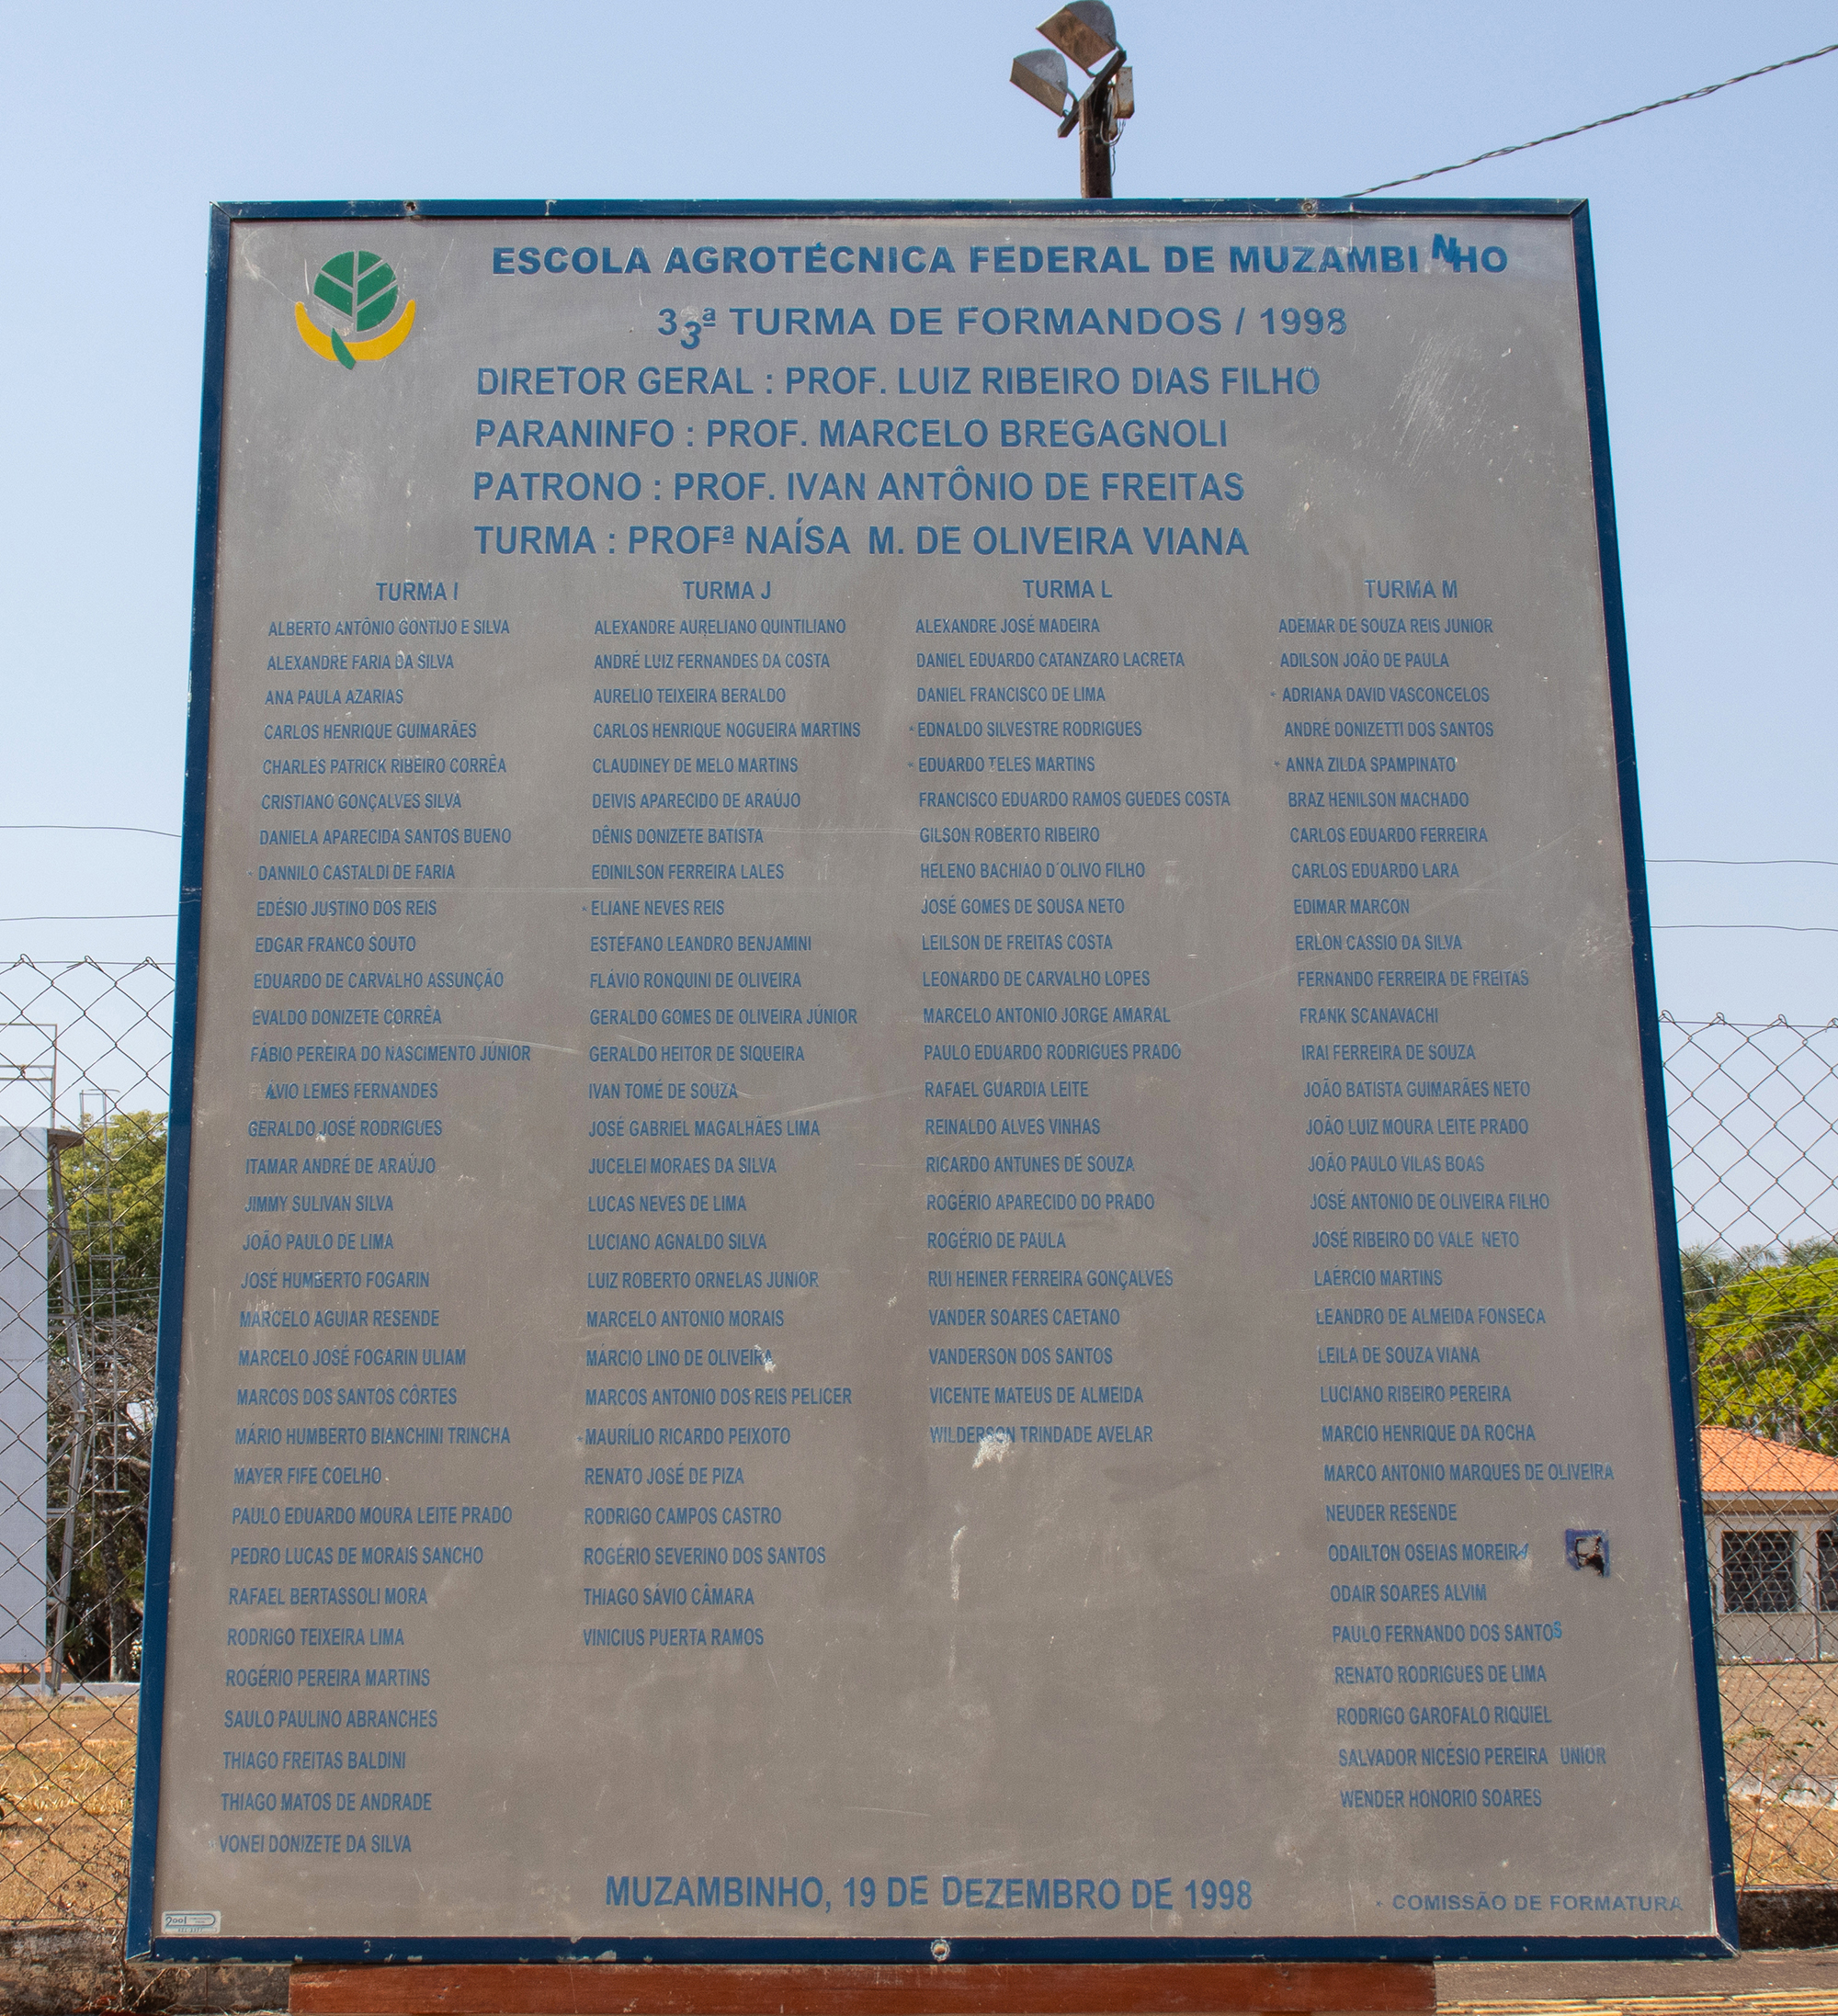 ESCOLA AGROTÉCNICA FEDERAL DE MUZAMBINHO
33ª TURMA DE FORMANDOS / 1998
DIRETOR GERAL : PROF. LUIZ RIBEIRO DIAS FILHO
PARANINFO : PROF. MARCELO BREGAGNOLI
PATRONO : PROF. IVAN ANTÔNIO DE FREITAS
TURMA : PROFª NAÍSA M. DE OLIVEIRA VIANA
TURMA I
ALBERTO ANTÔNIO GONTIJO E SILVA
ALEXANDRE FARIA DA SILVA
ANA PAULA AZARIAS
CARLOS HENRIQUE GUIMARÃES
CHARLES PATRICK RIBEIRO CORRÊA
CRISTIANO GONÇALVES SILVA
DANIELA APARECIDA SANTOS BUENO
* DANNILO CASTALDI DE FARIA
EDÉSIO JUSTINO DOS REIS
EDGAR FRANCO SOUTO
EDUARDO DE CARVALHO ASSUNÇÃO
EVALDO DONIZETE CORRÊA
FÁBIO PEREIRA DO NASCIMENTO JÚNIOR
FLÁVIO LEMES FERNANDES
GERALDO JOSÉ RODRIGUES
ITAMAR ANDRÉ DE ARAÚJO
JIMMY SULIVAN SILVA
JOÃO PAULO DE LIMA
JOSÉ HUMBERTO FOGARIN
MARCELO AGUIAR RESENDE
MARCELO JOSÉ FOGARIN ULIAM
MARCOS DOS SANTOS CÔRTES
MÁRIO HUMBERTO BIANCHINI TRINCHA
MAYER FIFE COELHO
PAULO EDUARDO MOURA LEITE PRADO
PEDRO LUCAS DE MORAIS SANCHO
RAFAEL BERTASSOLI MORA
RODRIGO TEIXEIRA LIMA
ROGÉRIO PEREIRA MARTINS
SAULO PAULINO ABRANCHES
THIAGO FREITAS BALDINI
THIAGO MATOS DE ANDRADE
* VONEI DONIZETE DA SILVA
TURMA J
ALEXANDRE AURELIANO QUINTILIANO
ANDRÉ LUIZ FERNANDES DA COSTA
AURELIO TEIXEIRA BERALDO
CARLOS HENRIQUE NOGUEIRA MARTINS
CLAUDINEY DE MELO MARTINS
DEIVIS APARECIDO DE ARAÚJO
DÊNIS DONIZETE BATISTA
EDINILSON FERREIRA LALES
* ELIANE NEVES REIS
ESTEFANO LEANDRO BENJAMINI
FLÁVIO RONQUINI DE OLIVEIRA
GERALDO GOMES DE OLIVEIRA JÚNIOR
GERALDO HEITOR DE SIQUEIRA
IVAN TOMÉ DE SOUZA
JOSÉ GABRIEL MAGALHÃES LIMA
JUCELEI MORAES DA SILVA
LUCAS NEVES DE LIMA
LUCIANO AGNALDO SILVA
LUIZ ROBERTO ORNELAS JUNIOR
MARCELO ANTONIO MORAIS
MÁRCIO LINO DE OLIVEIRA
MARCOS ANTONIO DOS REIS PELICER
* MAURÍLIO RICARDO PEIXOTO
RENATO JOSÉ DE PIZA
RODRIGO CAMPOS CASTRO
ROGÉRIO SEVERINO DOS SANTOS
THIAGO SÁVIO CÂMARA
VINICIUS PUERTA RAMOS
TURMA L
ALEXANDRE JOSÉ MADEIRA
DANIEL EDUARDO CATANZARO LACRETA
DANIEL FRANCISCO DE LIMA
* EDNALDO SILVESTRE RODRIGUES
* EDUARDO TELES MARTINS
FRANCISCO EDUARDO RAMOS GUEDES COSTA
GILSON ROBERTO RIBEIRO
HELENO BACHIÃO D´OLIVO FILHO
JOSÉ GOMES DE SOUSA NETO
LEILSON DE FREITAS COSTA
LEONARDO DE CARVALHO LOPES
MARCELO ANTONIO JORGE AMARAL
PAULO EDUARDO RODRIGUES PRADO
RAFAEL GUARDIA LEITE
REINALDO ALVES VINHAS
RICARDO ANTUNES DE SOUZA
ROGÉRIO APARECIDO DO PRADO
ROGÉRIO DE PAULA
RUI HEINER FERREIRA GONÇALVES
VANDER SOARES CAETANO
VANDERSON DOS SANTOS
VICENTE MATEUS DE ALMEIDA
WILDERSON TRINDADE AVELAR
TURMA M
ADEMAR DE SOUZA REIS JUNIOR
ADILSON JOÃO DE PAULA
* ADRIANA DAVID VASCONCELOS
ANDRÉ DONIZETTI DOS SANTOS
* ANNA ZILDA SPAMPINATO
BRAZ HENILSON MACHADO
CARLOS EDUARDO FERREIRA
CARLOS EDUARDO LARA
EDIMAR MARCON
ERLON CASSIO DA SILVA
FERNANDO FERREIRA DE FREITAS
FRANK SCANAVACHI
IRAI FERREIRA DE SOUZA
JOÃO BATISTA GUIMARÃES NETO
JOÃO LUIZ MOURA LEITE PRADO
JOÃO PAULO VILAS BOAS
JOSÉ ANTONIO DE OLIVEIRA FILHO
JOSÉ RIBEIRO DO VALE NETO
LAÉRCIO MARTINS
LEANDRO DE ALMEIDA FONSECA
LEILA DE SOUZA VIANA
LUCIANO RIBEIRO PEREIRA
MARCIO HENRIQUE DA ROCHA
MARCO ANTONIO MARQUES DE OLIVEIRA
NEUDER RESENDE
ODAILTON OSEIAS MOREIRA
ODAIR SOARES ALVIM
PAULO FERNANDO DOS SANTOS
RENATO RODRIGUES DE LIMA
RODRIGO GAROFALO RIQUIEL
SALVADOR NICÉSIO PEREIRA UNIOR
WENDER HONORIO SOARES
MUZAMBINHO, 19 DE DEZEMBRO DE 1998
* COMISSÃO DE FORMATURA